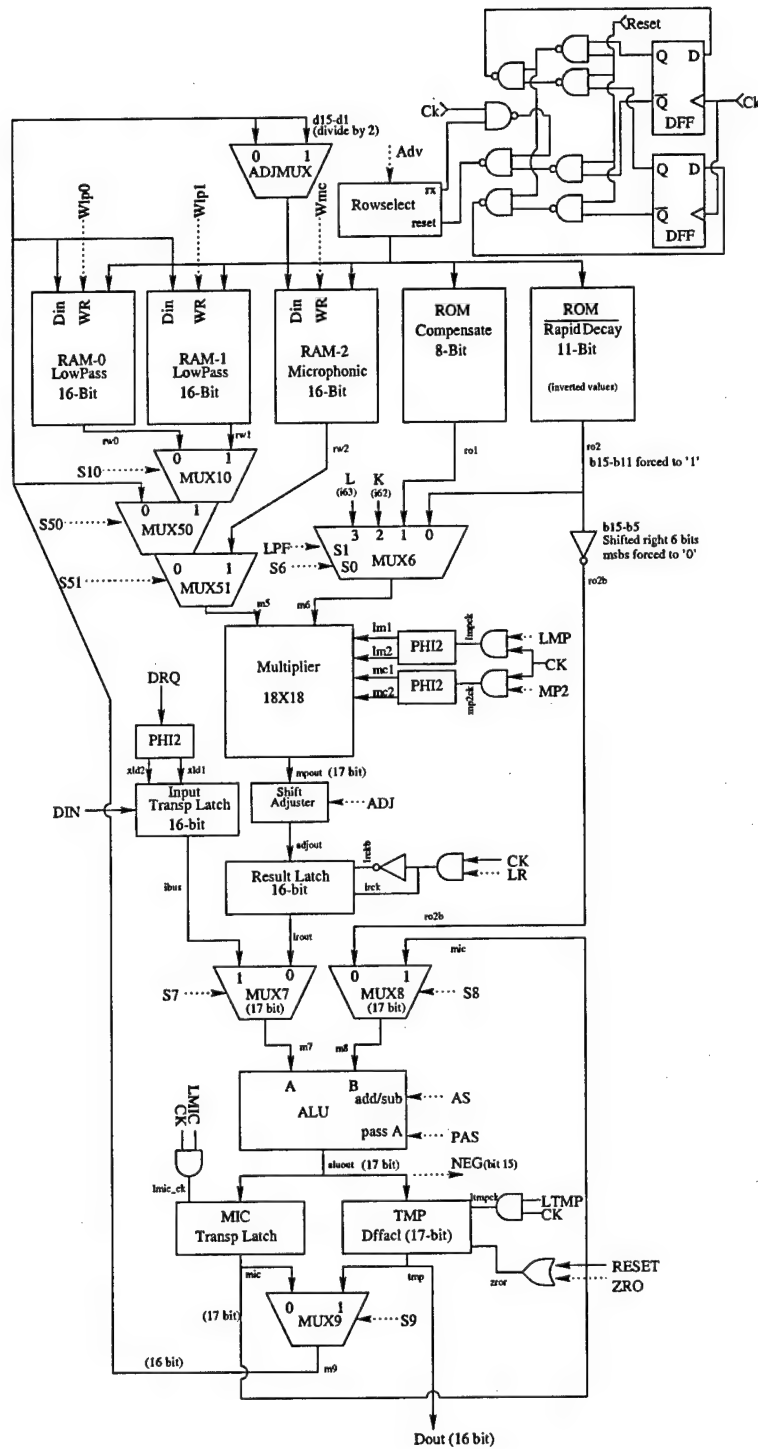 Reset
Q D
Q
DFF
Ck
Q D
Q
DFF
Ck
d15-d1
(divide by 2)
0 1
ADJMUX
Adv
rx
Rowselect
reset
Wlp0
Wlp1
Wmc
Din WR
RAM-0
LowPass
16-Bit
Din WR
RAM-1
LowPass
16-Bit
Din WR
RAM-2
Microphonic
16-Bit
ROM
Compensate
8-Bit
ROM
Rapid Decay
11-Bit
(inverted values)
rw0
rw1
rw2
ro1
ro2
b15-b11 forced to '1'
S10
0 1
MUX10
S50
0 1
MUX50
S51
0 1
MUX51
L
(i63)
K
(i62)
3 2 1 0
LPF
S1
S6
S0
MUX6
b15-b5
Shifted right 6 bits
msbs forced to '0'
ro2b
m5
m6
Multiplier
18X18
lm1
lm2
mc1
mc2
PHI2
PHI2
lmpck
mp2ck
LMP
CK
MP2
DRQ
PHI2
xld2
xld1
DIN
Input
Transp Latch
16-bit
mpout (17 bit)
Shift
Adjuster
ADJ
adjout
Result Latch
16-bit
lrckb
lrck
CK
LR
ibus
lrout
ro2b
mic
1 0
MUX7
(17 bit)
S7
0 1
MUX8
(17 bit)
S8
m7
m8
A B
add/sub
ALU
pass A
AS
PAS
LMIC
CK
lmic_ck
aluout (17 bit)
NEG(bit 15)
MIC
Transp Latch
TMP
Dffacl (17-bit)
ltmpck
LTMP
CK
RESET
ZRO
zror
mic
tmp
(17 bit)
0 1
MUX9
S9
(16 bit)
m9
Dout (16 bit)